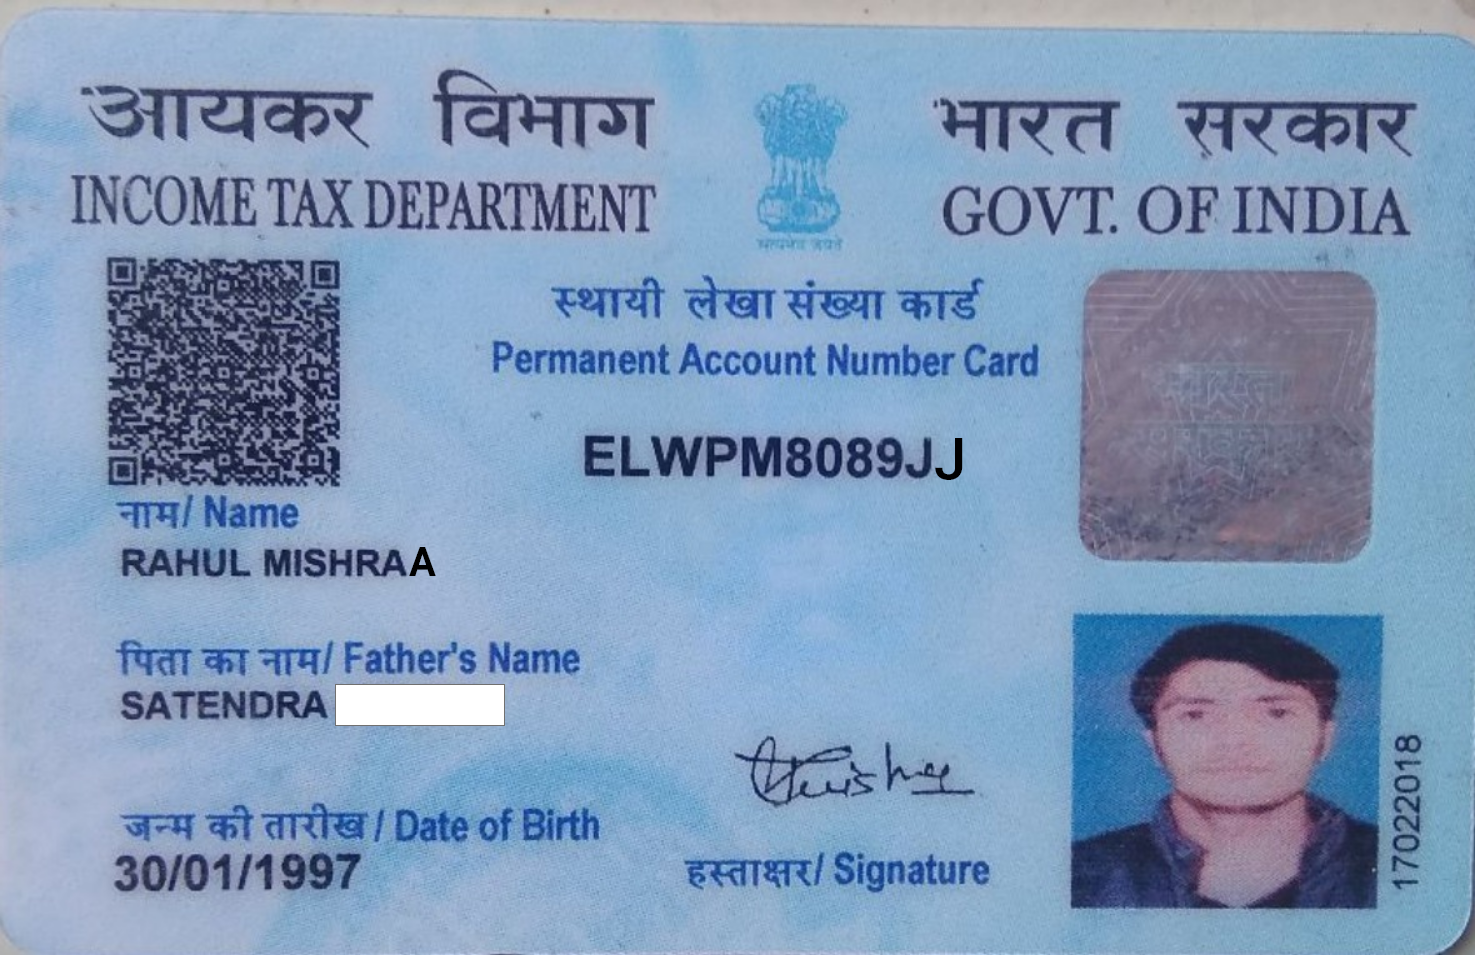 आयकर विभाग
INCOME TAX DEPARTMENT
भारत सरकार
GOVT. OF INDIA
सत्यमेव जयते
स्थायी लेखा संख्या कार्ड
Permanent Account Number Card
ELWPM8089JJ
नाम/ Name
RAHUL MISHRAA
पिता का नाम/ Father's Name
SATENDRA
जन्म की तारीख / Date of Birth
30/01/1997
हस्ताक्षर/ Signature
17022018